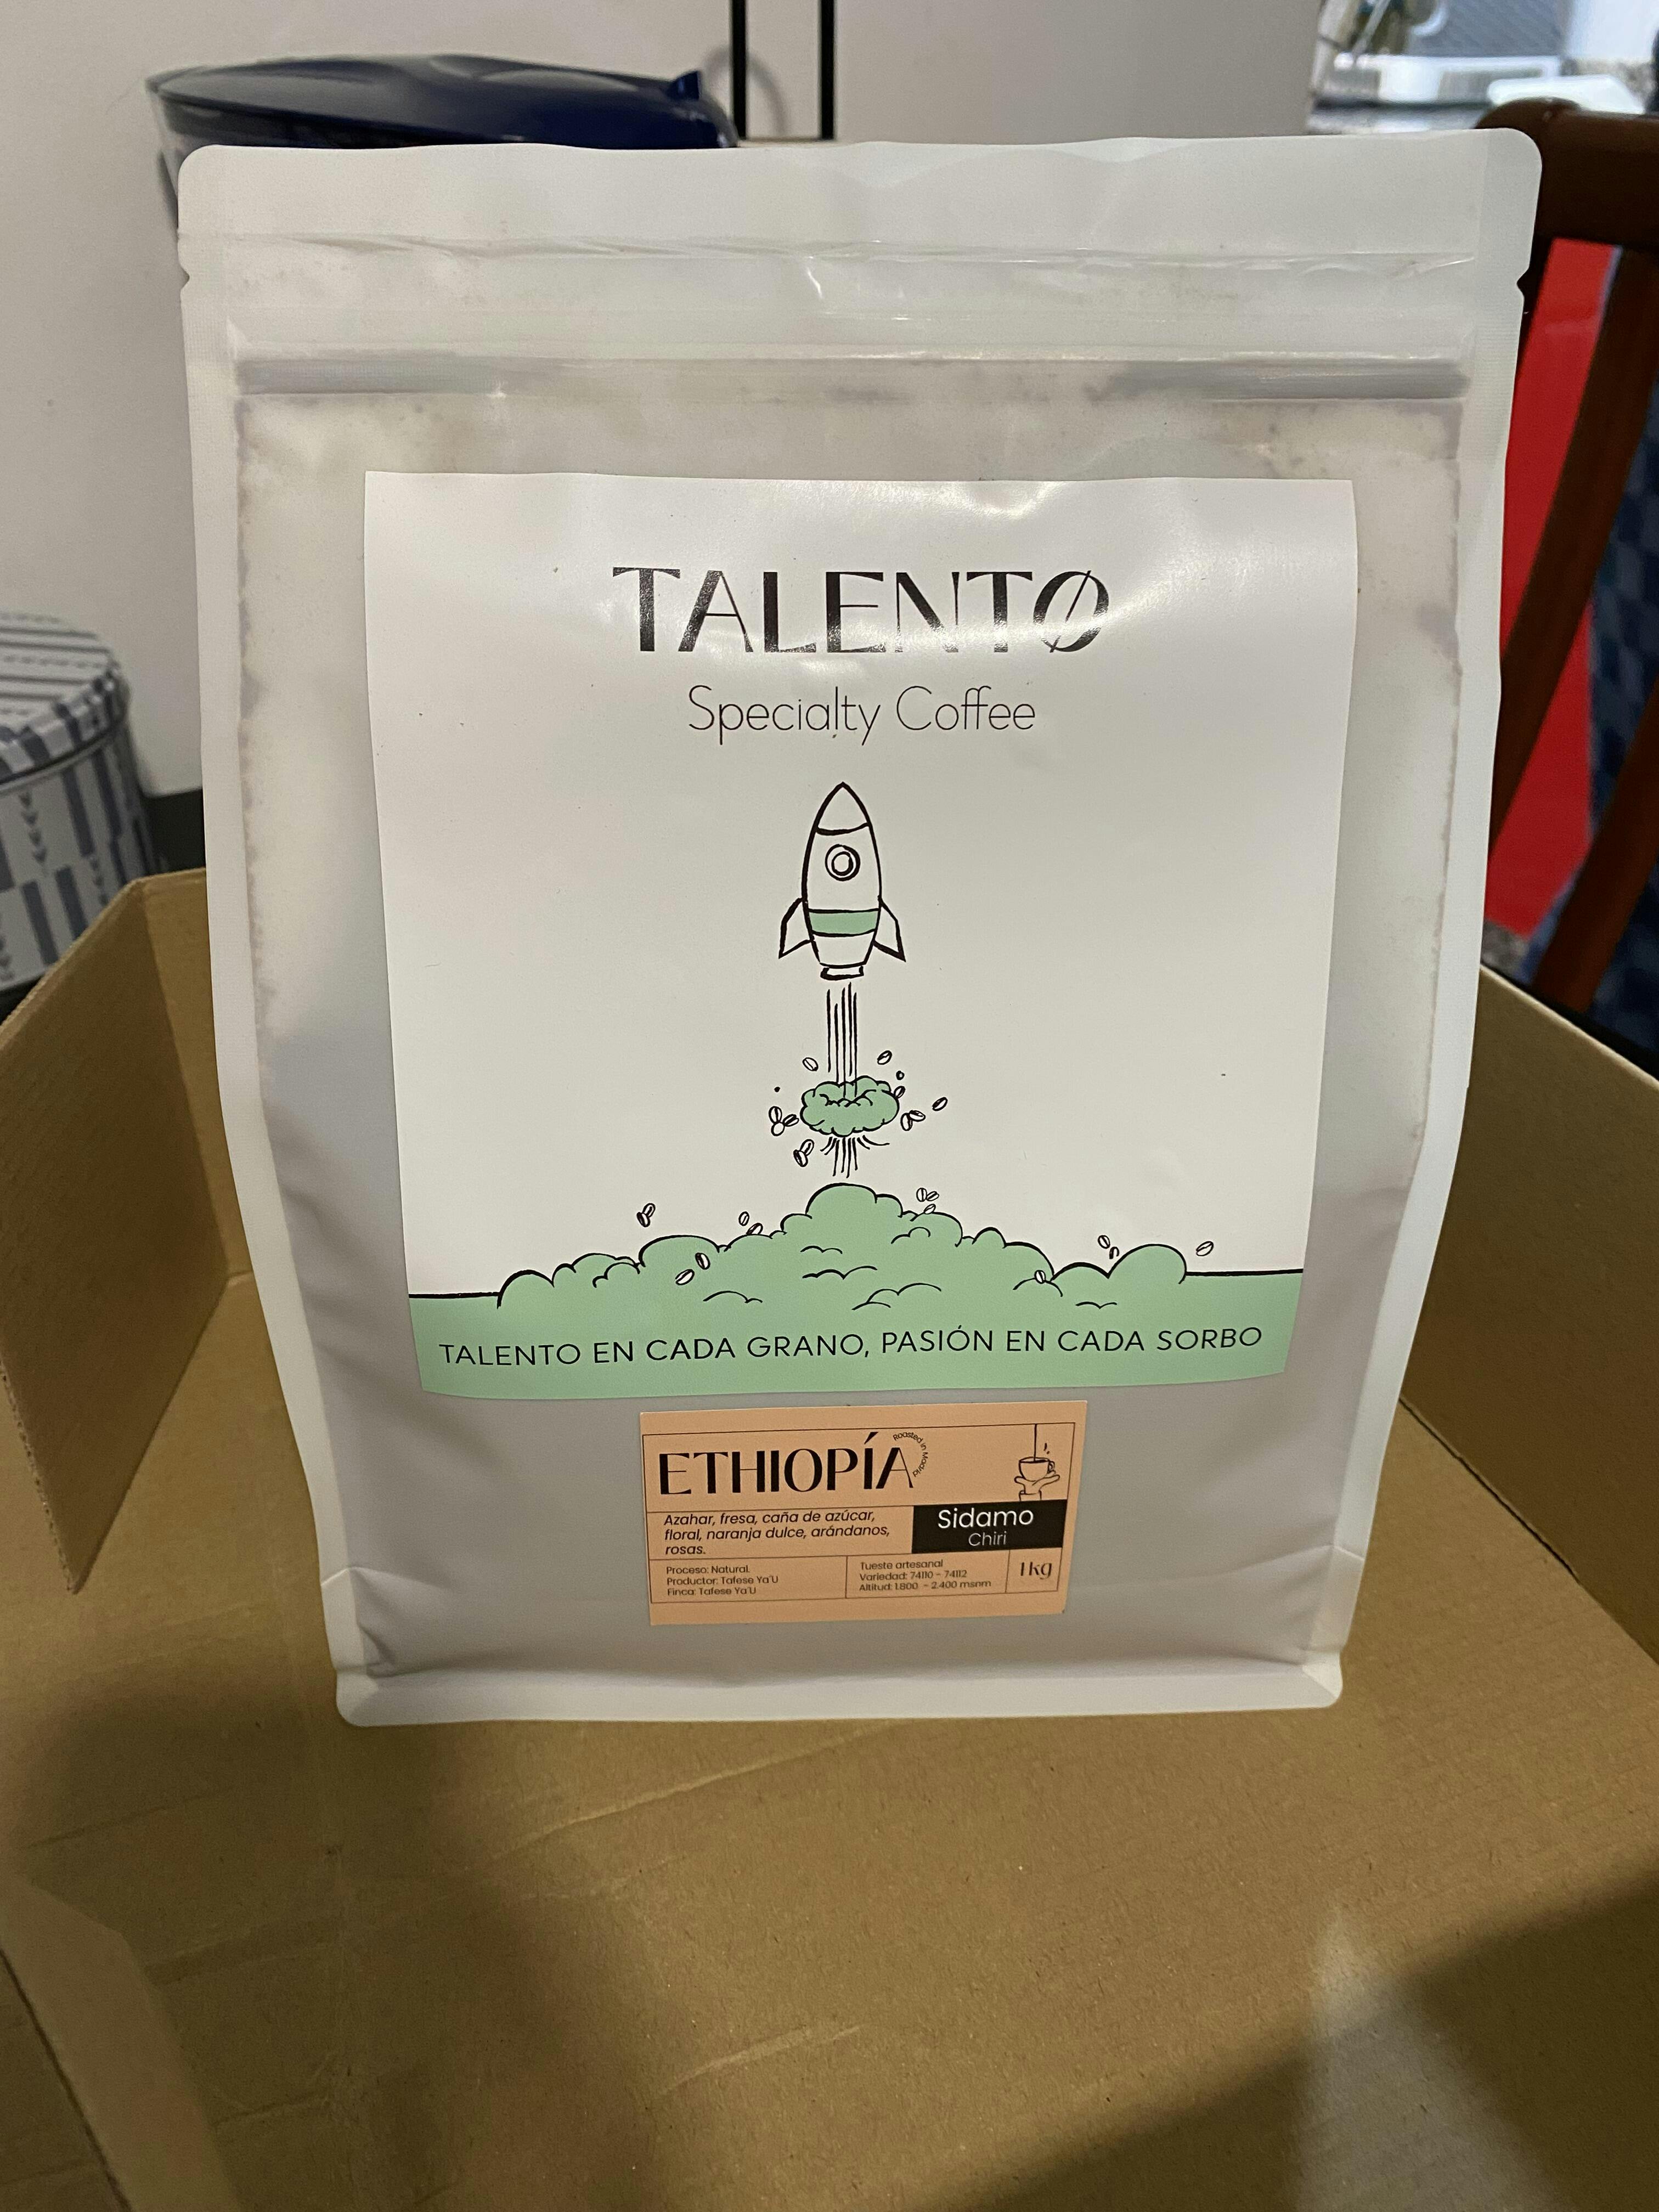 TALENTØ
Specialty Coffee
TALENTO EN CADA GRANO, PASIÓN EN CADA SORBO
ETHIOPÍA
Roasted in Madrid
Azahar, fresa, caña de azúcar,
floral, naranja dulce, arándanos,
rosas.
Sidamo
Chiri
Proceso: Natural.
Productor: Tafese Ya'U
Finca: Tafese Ya'U
Tueste artesanal
Variedad: 74110 - 74112
Altitud: 1.800 - 2.400 msnm
1 kg